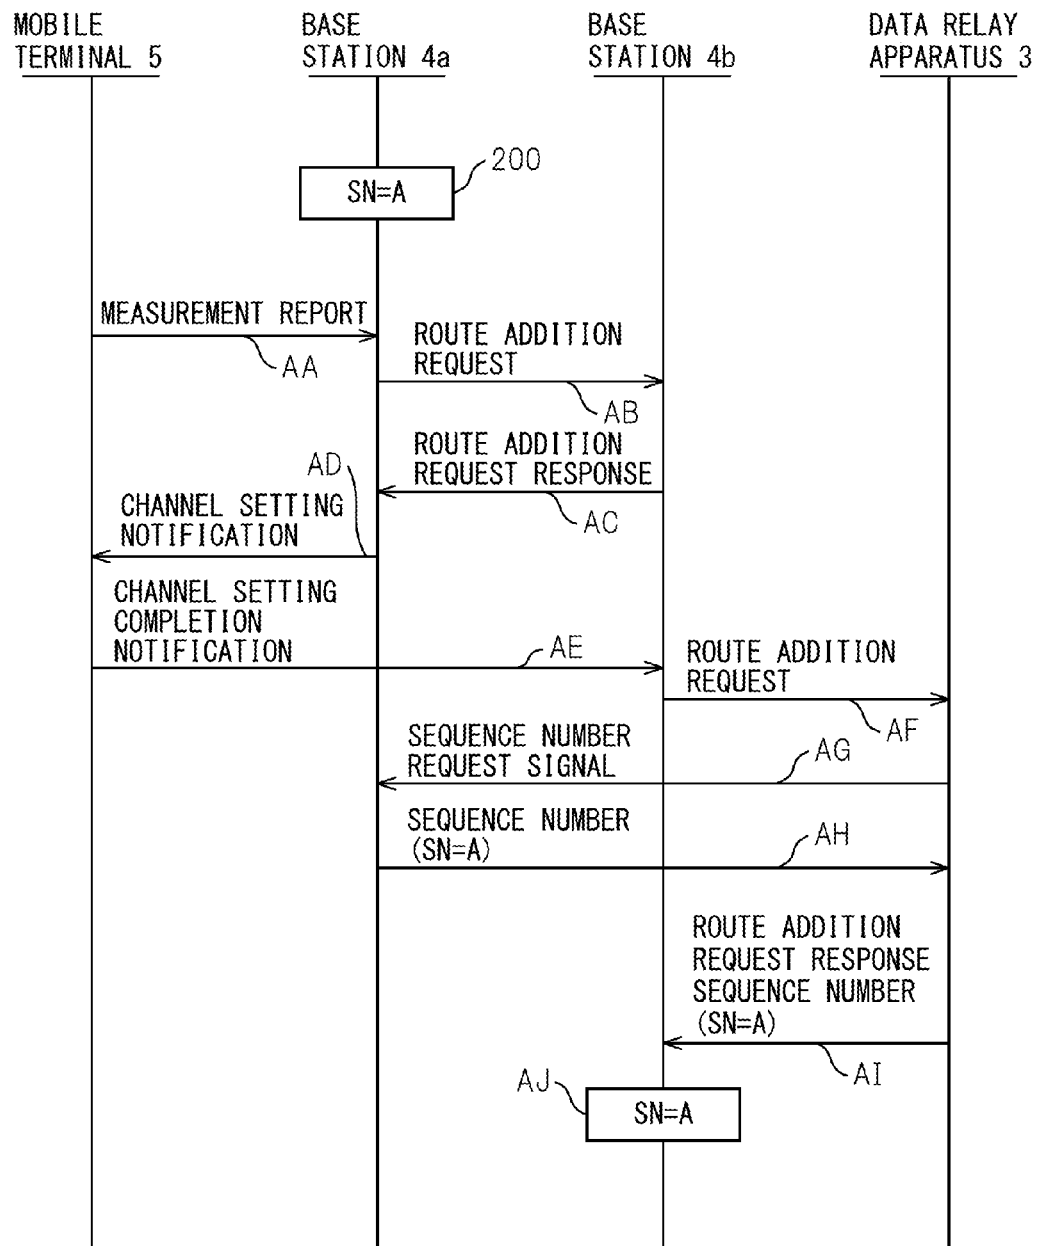 MOBILE
TERMINAL 5
BASE
STATION 4a
BASE
STATION 4b
DATA RELAY
APPARATUS 3
200
SN=A
MEASUREMENT REPORT
AA
ROUTE ADDITION
REQUEST
AB
ROUTE ADDITION
REQUEST RESPONSE
AC
AD
CHANNEL SETTING
NOTIFICATION
CHANNEL SETTING
COMPLETION
NOTIFICATION
AE
ROUTE ADDITION
REQUEST
AF
SEQUENCE NUMBER
REQUEST SIGNAL
AG
SEQUENCE NUMBER
(SN=A)
AH
ROUTE ADDITION
REQUEST RESPONSE
SEQUENCE NUMBER
(SN=A)
AI
AJ
SN=A